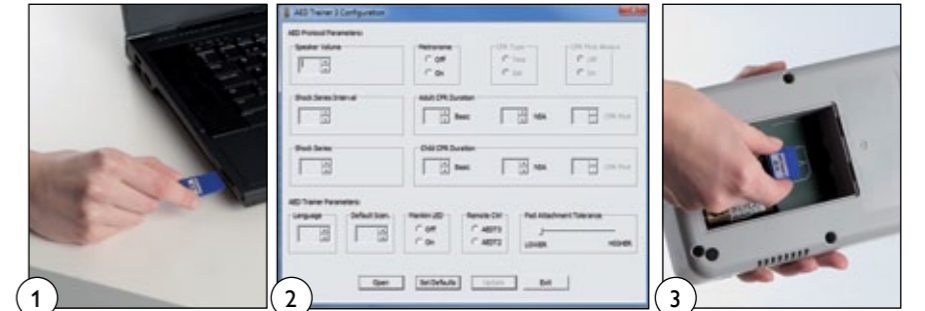 AED Trainer 3 Configuration
AED Protocol Parameters:
Speaker Volume
Metronome
Off
On
CPR Type
CPR First Always
Off
On
Shock Series Interval
Adult CPR Duration
Basic
NSA
CPR First
Shock Series
Child CPR Duration
Basic
NSA
CPR First
AED Trainer Parameters:
Language
Default Scen.
Manikin LED
Off
On
Remote Ctrl
AEDT3
AEDT2
Pad Attachment Tolerance
LOWER
HIGHER
Open
Set Defaults
Update
Exit
1
2
3